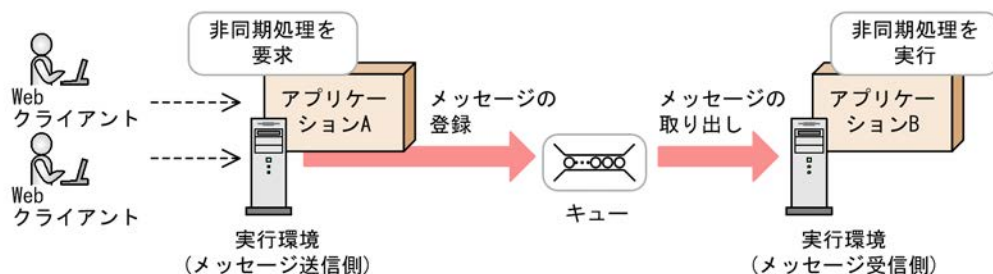 非同期処理を
要求
非同期処理を
実行
Web
クライアント
Web
クライアント
アプリケー
ションA
メッセージの
登録
メッセージの
取り出し
アプリケー
ションB
キュー
実行環境
(メッセージ送信側)
実行環境
(メッセージ受信側)